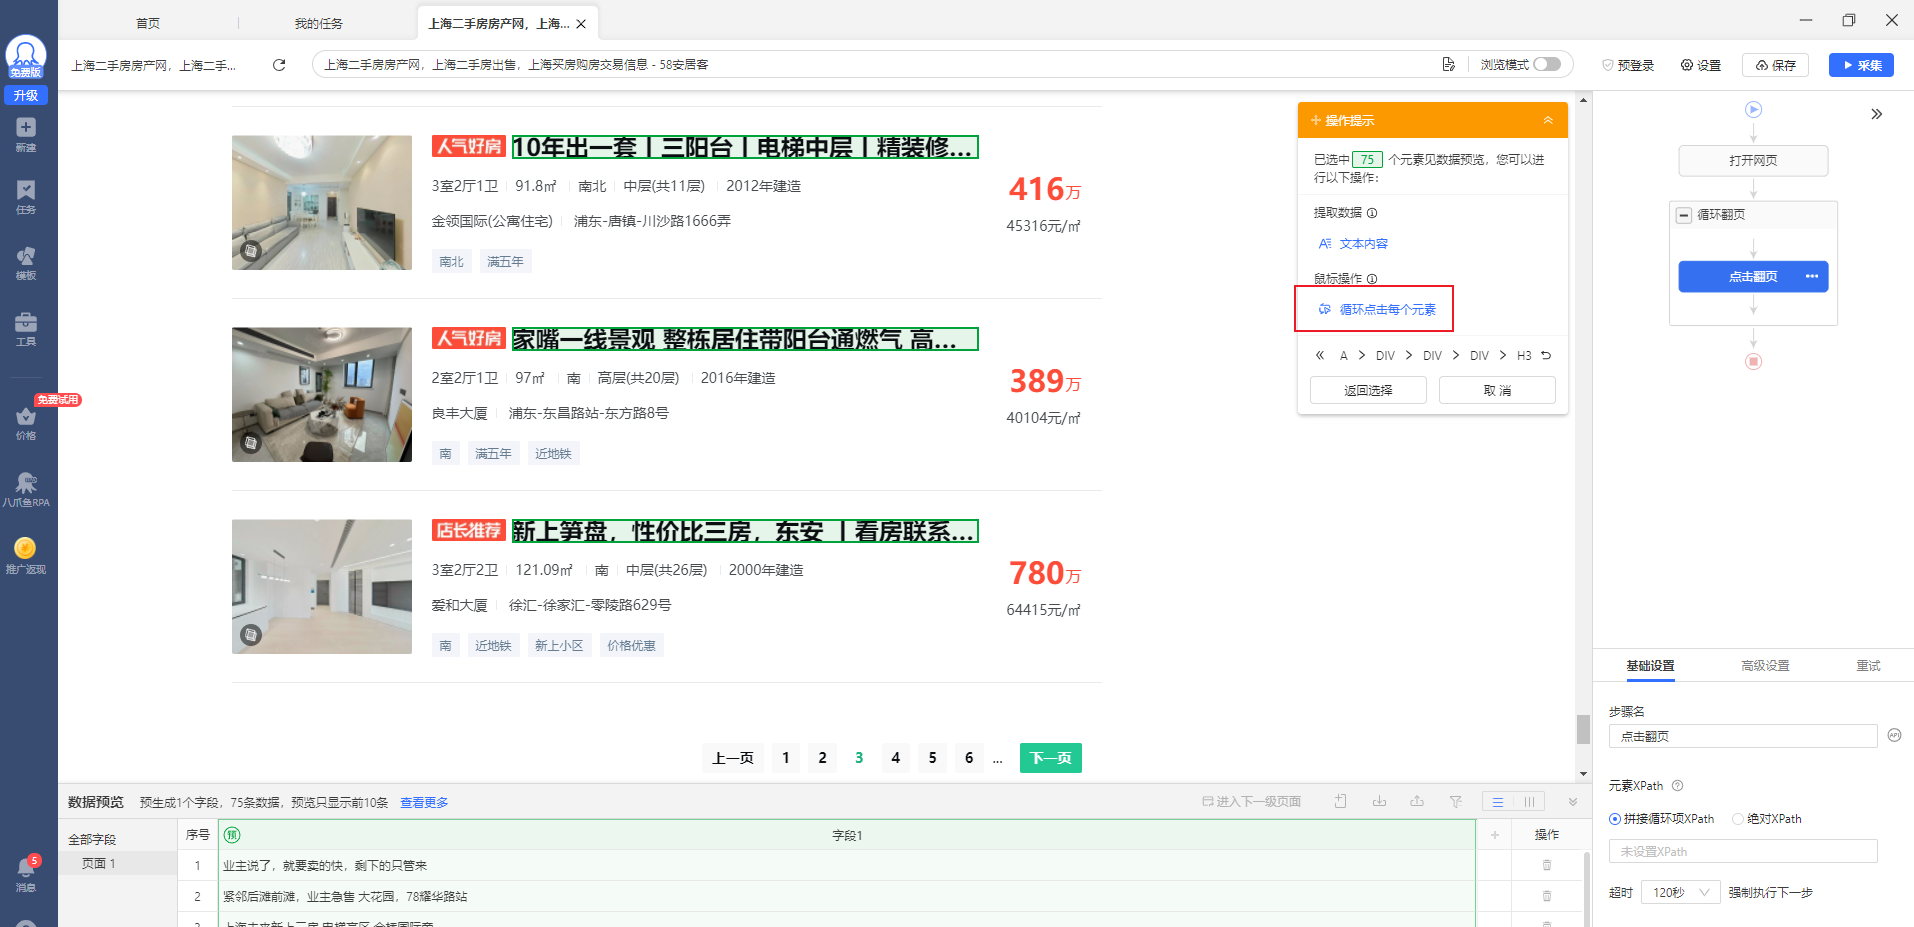 首页
我的任务
上海二手房房产网，上海...
免费版
升级
新建
任务
模板
工具
免费试用
价格
八爪鱼RPA
推广返现
5
消息
上海二手房房产网，上海二手...
上海二手房房产网，上海二手房出售，上海买房购房交易信息 - 58安居客
浏览模式
预登录
设置
保存
采集
人气好房
10年出一套丨三阳台丨电梯中层丨精装修...
3室2厅1卫
91.8㎡
南北
中层(共11层)
2012年建造
金领国际(公寓住宅)
浦东-唐镇-川沙路1666弄
南北
满五年
416万
45316元/㎡
人气好房
家嘴一线景观 整栋居住带阳台通燃气 高...
2室2厅1卫
97㎡
南
高层(共20层)
2016年建造
良丰大厦
浦东-东昌路站-东方路8号
南
满五年
近地铁
389万
40104元/㎡
店长推荐
新上笋盘，性价比三房，东安 丨看房联系...
3室2厅2卫
121.09㎡
南
中层(共26层)
2000年建造
爱和大厦
徐汇-徐家汇-零陵路629号
南
近地铁
新上小区
价格优惠
780万
64415元/㎡
上一页
1
2
3
4
5
6
...
下一页
操作提示
已选中 75 个元素见数据预览，您可以进
行以下操作：
提取数据
文本内容
鼠标操作
循环点击每个元素
« A > DIV > DIV > DIV > H3
返回选择
取 消
打开网页
循环翻页
点击翻页
基础设置
高级设置
重试
步骤名
点击翻页
API
元素XPath
拼接循环项XPath
绝对XPath
未设置XPath
超时
120秒
强制执行下一步
数据预览
预生成1个字段，75条数据，预览只显示前10条
查看更多
进入下一级页面
全部字段
页面 1
序号
预
字段1
操作
1
业主说了，就要卖的快，剩下的只管来
2
紧邻后滩前滩，业主急售 大花园，78耀华路站